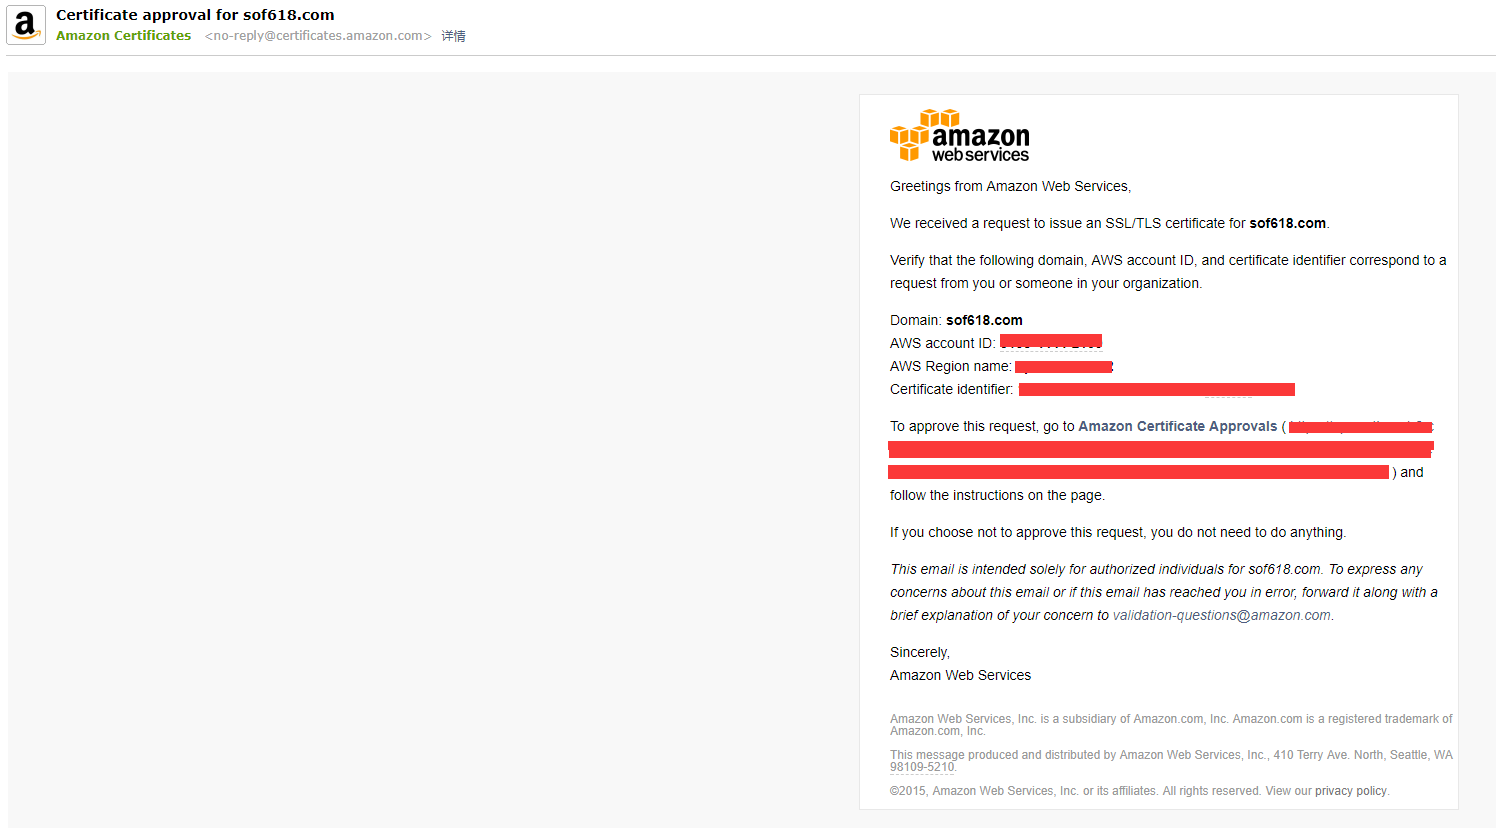 Certificate approval for sof618.com
Amazon Certificates <no-reply@certificates.amazon.com> 详情
amazon
web services
Greetings from Amazon Web Services,
We received a request to issue an SSL/TLS certificate for sof618.com.
Verify that the following domain, AWS account ID, and certificate identifier correspond to a
request from you or someone in your organization.
Domain: sof618.com
AWS account ID:
AWS Region name:
Certificate identifier:
To approve this request, go to Amazon Certificate Approvals (
) and
follow the instructions on the page.
If you choose not to approve this request, you do not need to do anything.
This email is intended solely for authorized individuals for sof618.com. To express any
concerns about this email or if this email has reached you in error, forward it along with a
brief explanation of your concern to validation-questions@amazon.com.
Sincerely,
Amazon Web Services
Amazon Web Services, Inc. is a subsidiary of Amazon.com, Inc. Amazon.com is a registered trademark of
Amazon.com, Inc.
This message produced and distributed by Amazon Web Services, Inc., 410 Terry Ave. North, Seattle, WA
98109-5210.
©2015, Amazon Web Services, Inc. or its affiliates. All rights reserved. View our privacy policy.